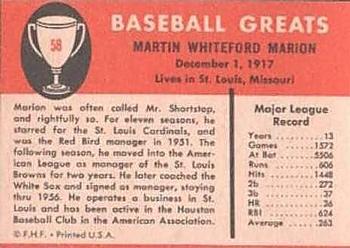 58
BASEBALL GREATS
MARTIN WHITEFORD MARION
December 1, 1917
Lives in St. Louis, Missouri
Marion was often called Mr. Shortstop,
and rightfully so. For eleven seasons, he
starred for the St. Louis Cardinals, and
was the Red Bird manager in 1951. The
following season, he moved into the Amer-
ican League as manager of the St. Louis
Browns for two years. He later coached the
White Sox and signed as manager, staying
thru 1956. He operates a business in St.
Louis and has been active in the Houston
Baseball Club in the American Association.
© F.H.F. • Printed U.S.A.
Major League
Record
Years 13
Games 1572
At Bat 5506
Runs 606
Hits 1448
2b 272
3b 37
HR 36
RBI 624
Average .263